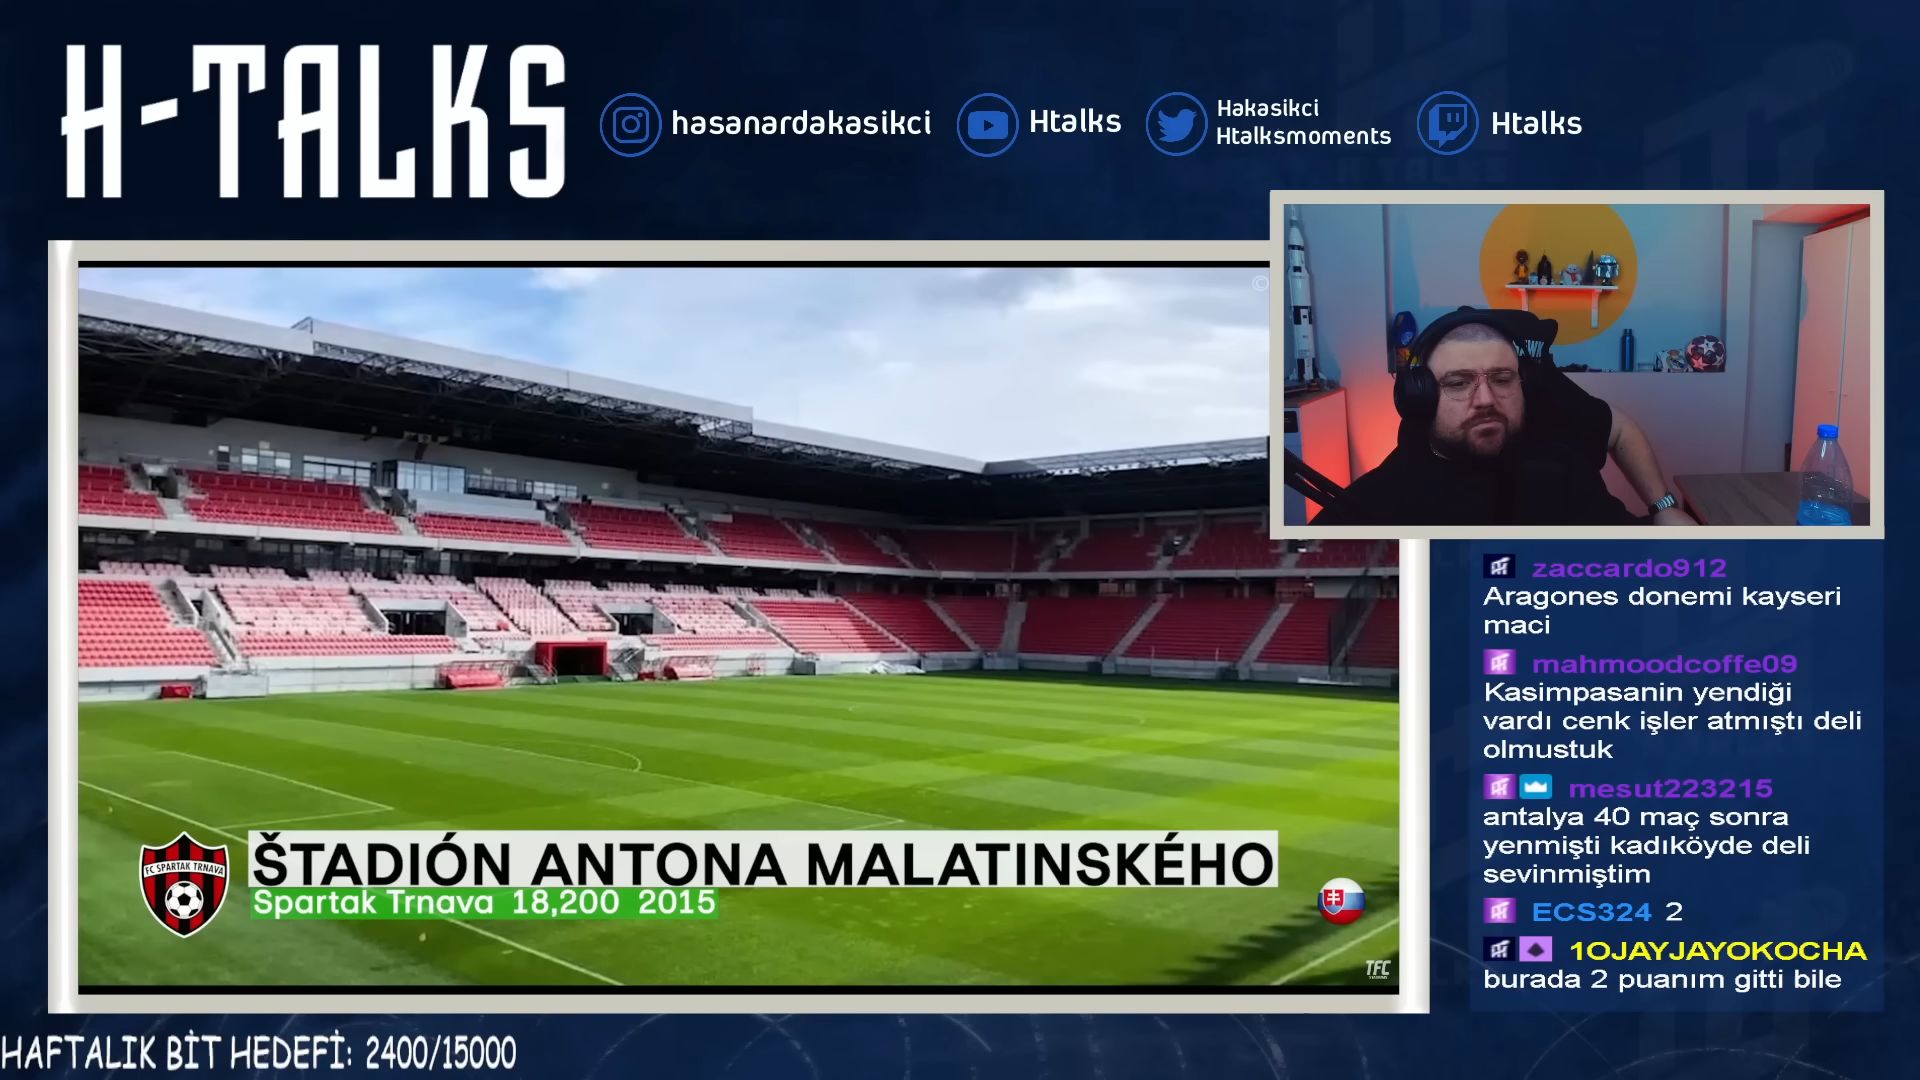 H-TALKS
hasanardakasikci
Htalks
Hakasikci
Htalksmoments
Htalks
FC SPARTAK TRNAVA
ŠTADIÓN ANTONA MALATINSKÉHO
Spartak Trnava 18,200 2015
TFC
zaccardo912
Aragones donemi kayseri
maci
mahmoodcoffe09
Kasimpasanin yendiği
vardı cenk işler atmıştı deli
olmustuk
mesut223215
antalya 40 maç sonra
yenmişti kadıköyde deli
sevinmiştim
ECS324 2
1OJAYJAYOKOCHA
burada 2 puanım gitti bile
HAFTALIK BİT HEDEFİ: 2400/15000